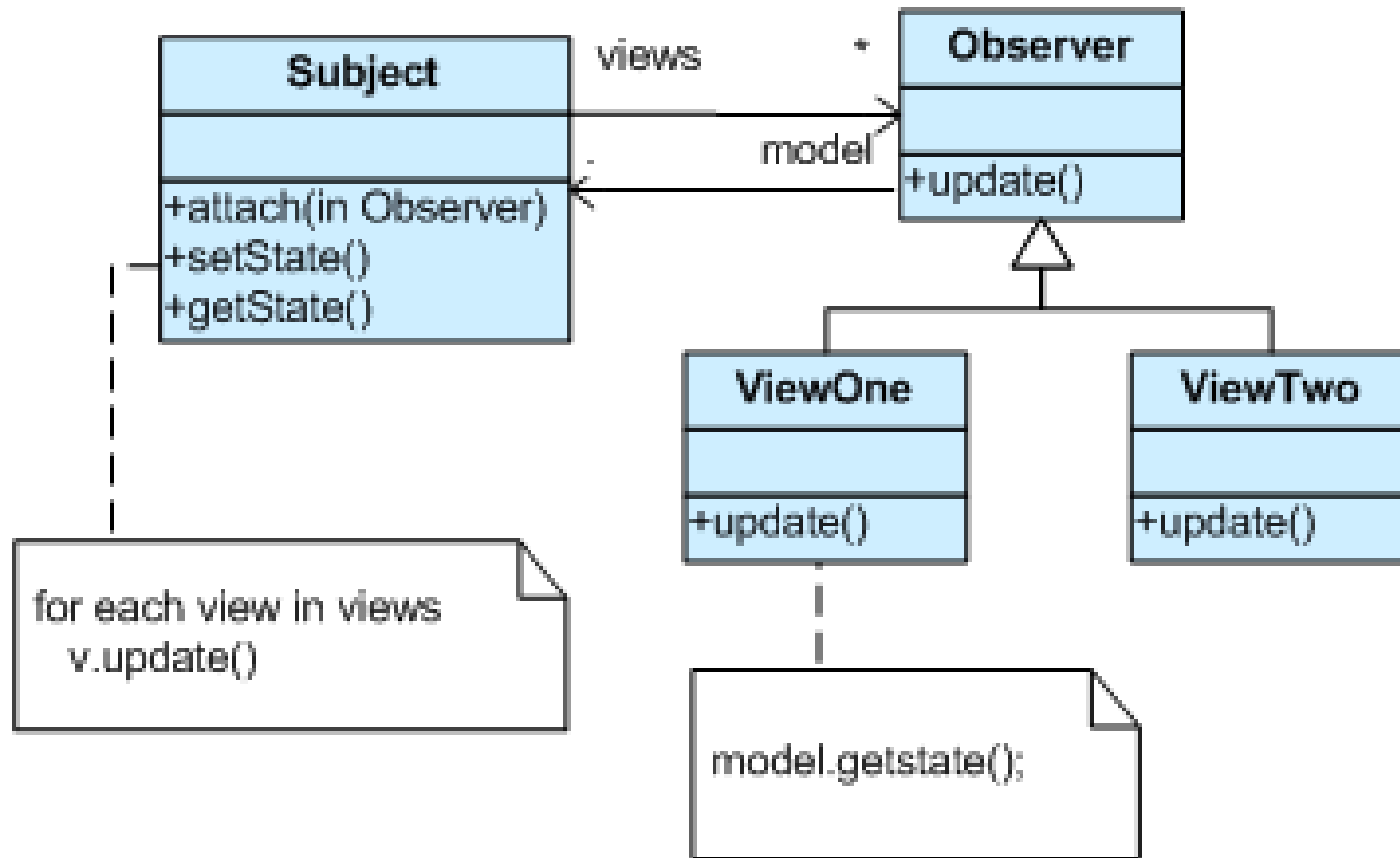 Subject
+attach(in Observer)
+setState()
+getState()
views
*
model
Observer
+update()
ViewOne
+update()
ViewTwo
+update()
for each view in views
v.update()
model.getstate();